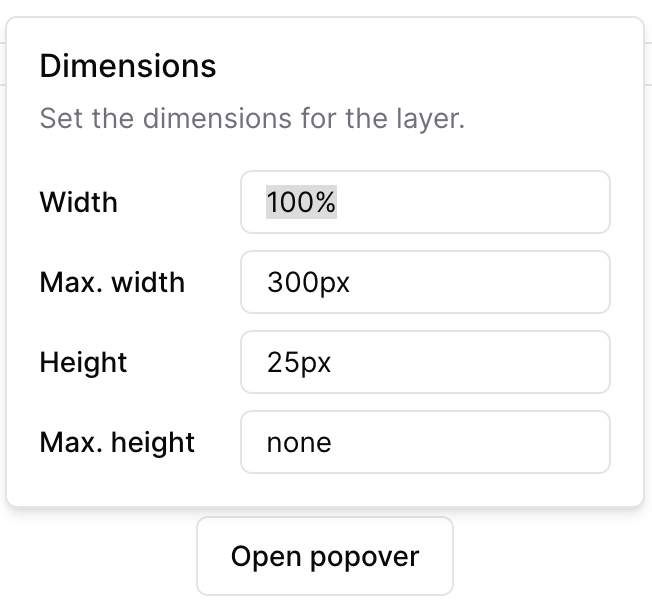 Dimensions
Set the dimensions for the layer.
Width 100%
Max. width 300px
Height 25px
Max. height none
Open popover